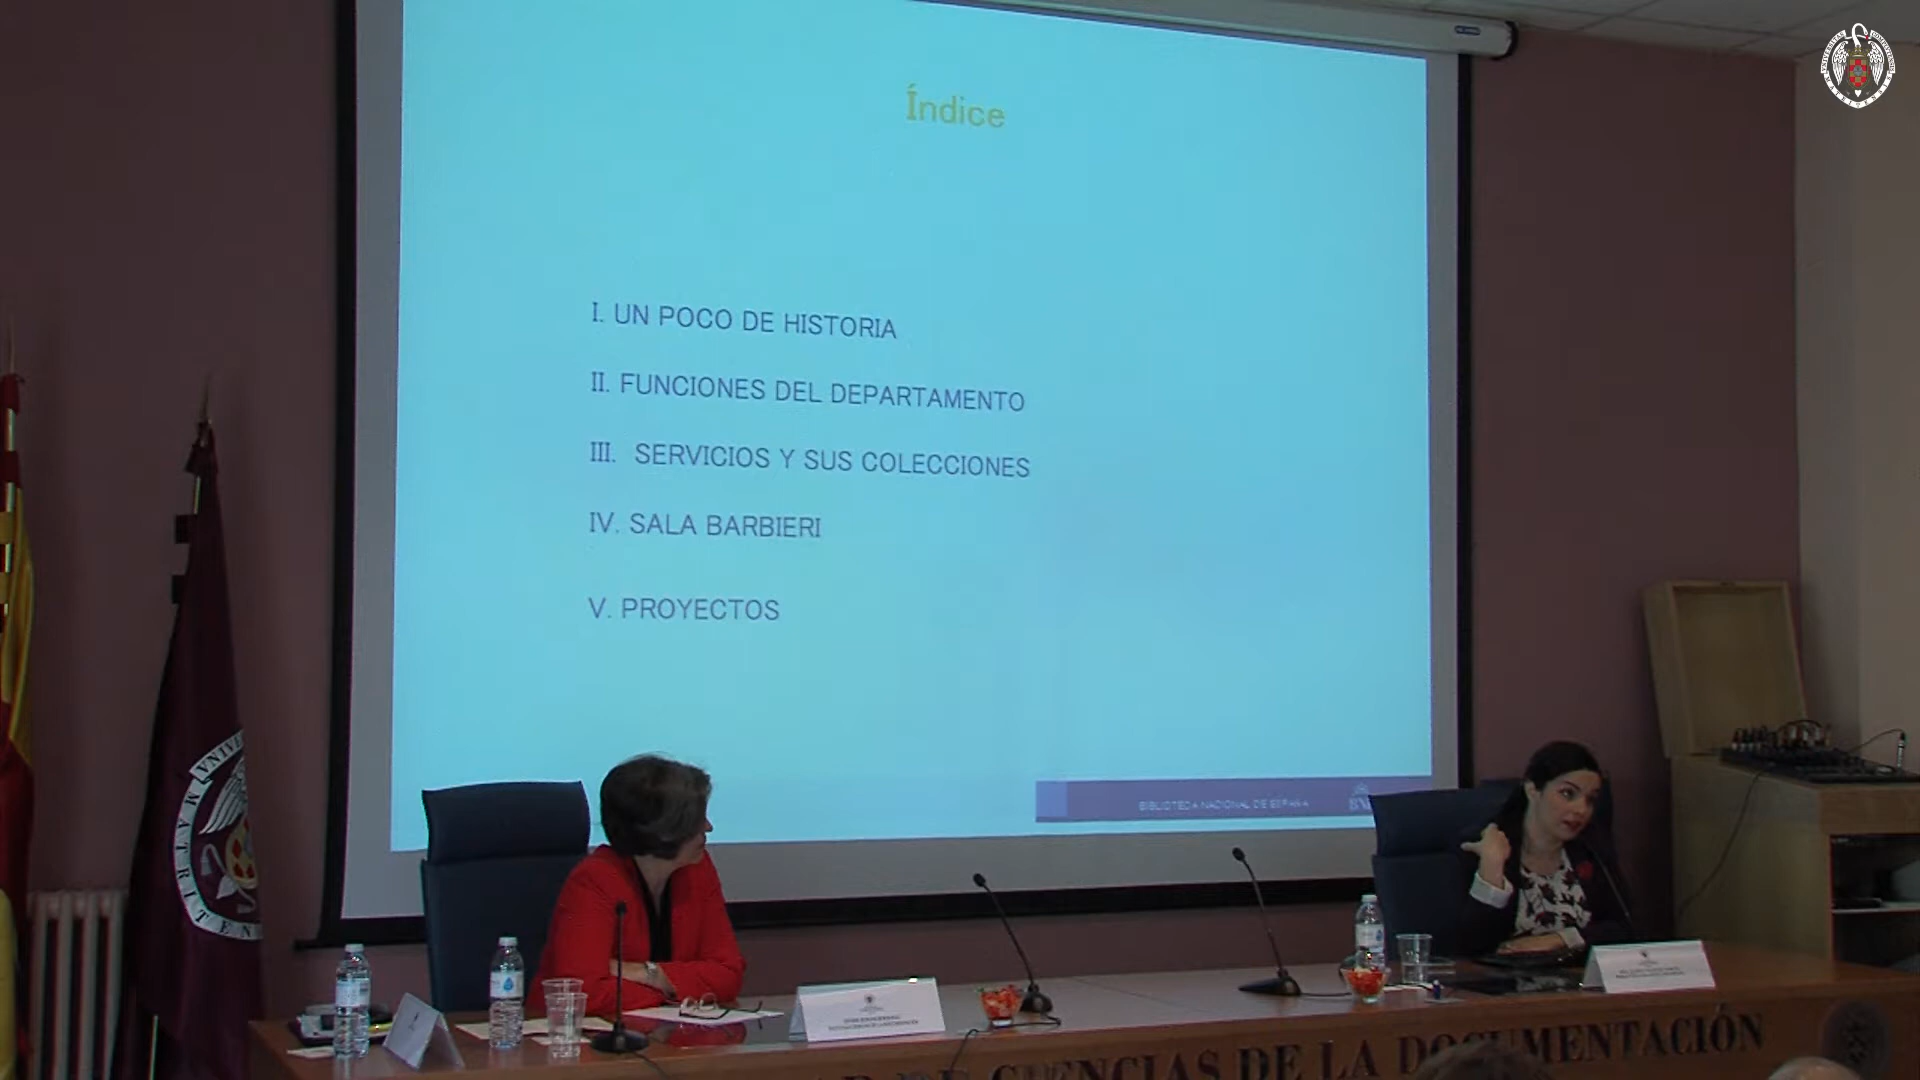 Índice
I. UN POCO DE HISTORIA
II. FUNCIONES DEL DEPARTAMENTO
III. SERVICIOS Y SUS COLECCIONES
IV. SALA BARBIERI
V. PROYECTOS
BIBLIOTECA NACIONAL DE ESPAÑA
CIENCIAS DE LA DOCUMENTACIÓN